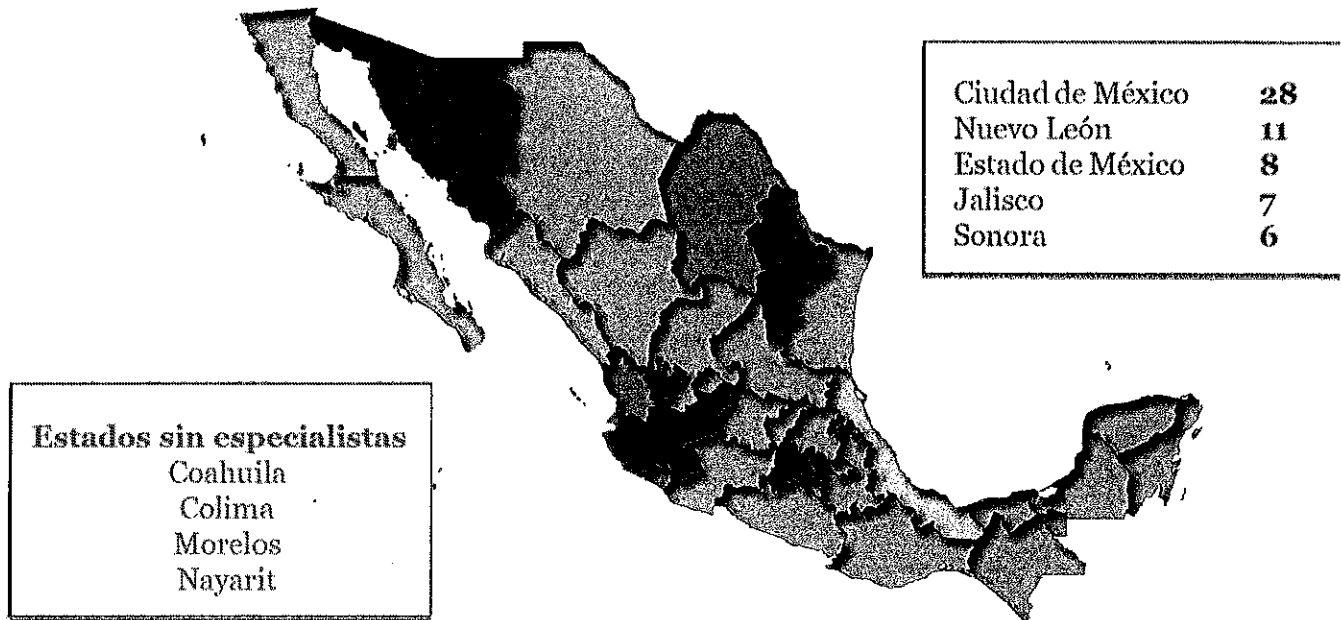 Ciudad de México 28
Nuevo León 11
Estado de México 8
Jalisco 7
Sonora 6
Estados sin especialistas
Coahuila
Colima
Morelos
Nayarit